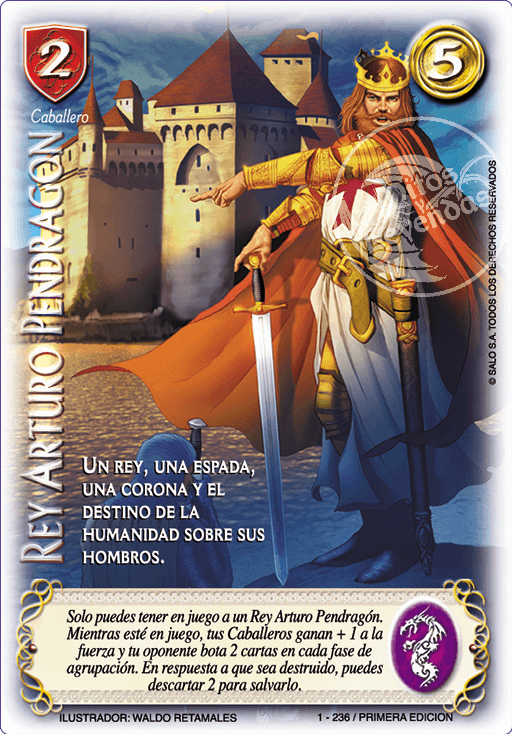 2
5
Caballero
REY ARTURO PENDRAGÓN
© SALO S.A. TODOS LOS DERECHOS RESERVADOS
UN REY, UNA ESPADA,
UNA CORONA Y EL
DESTINO DE LA
HUMANIDAD SOBRE SUS
HOMBROS.
Solo puedes tener en juego a un Rey Arturo Pendragón.
Mientras esté en juego, tus Caballeros ganan + 1 a la
fuerza y tu oponente bota 2 cartas en cada fase de
agrupación. En respuesta a que sea destruido, puedes
descartar 2 para salvarlo.
ILUSTRADOR: WALDO RETAMALES
1 - 236 / PRIMERA EDICION